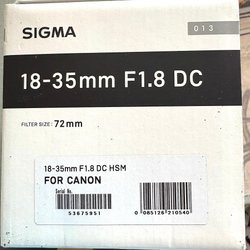 SIGMA
013
18-35mm F1.8 DC
FILTER SIZE: 72mm
18-35mm F1.8 DC HSM
FOR CANON
Serial No.
53675951
0 085126 210540